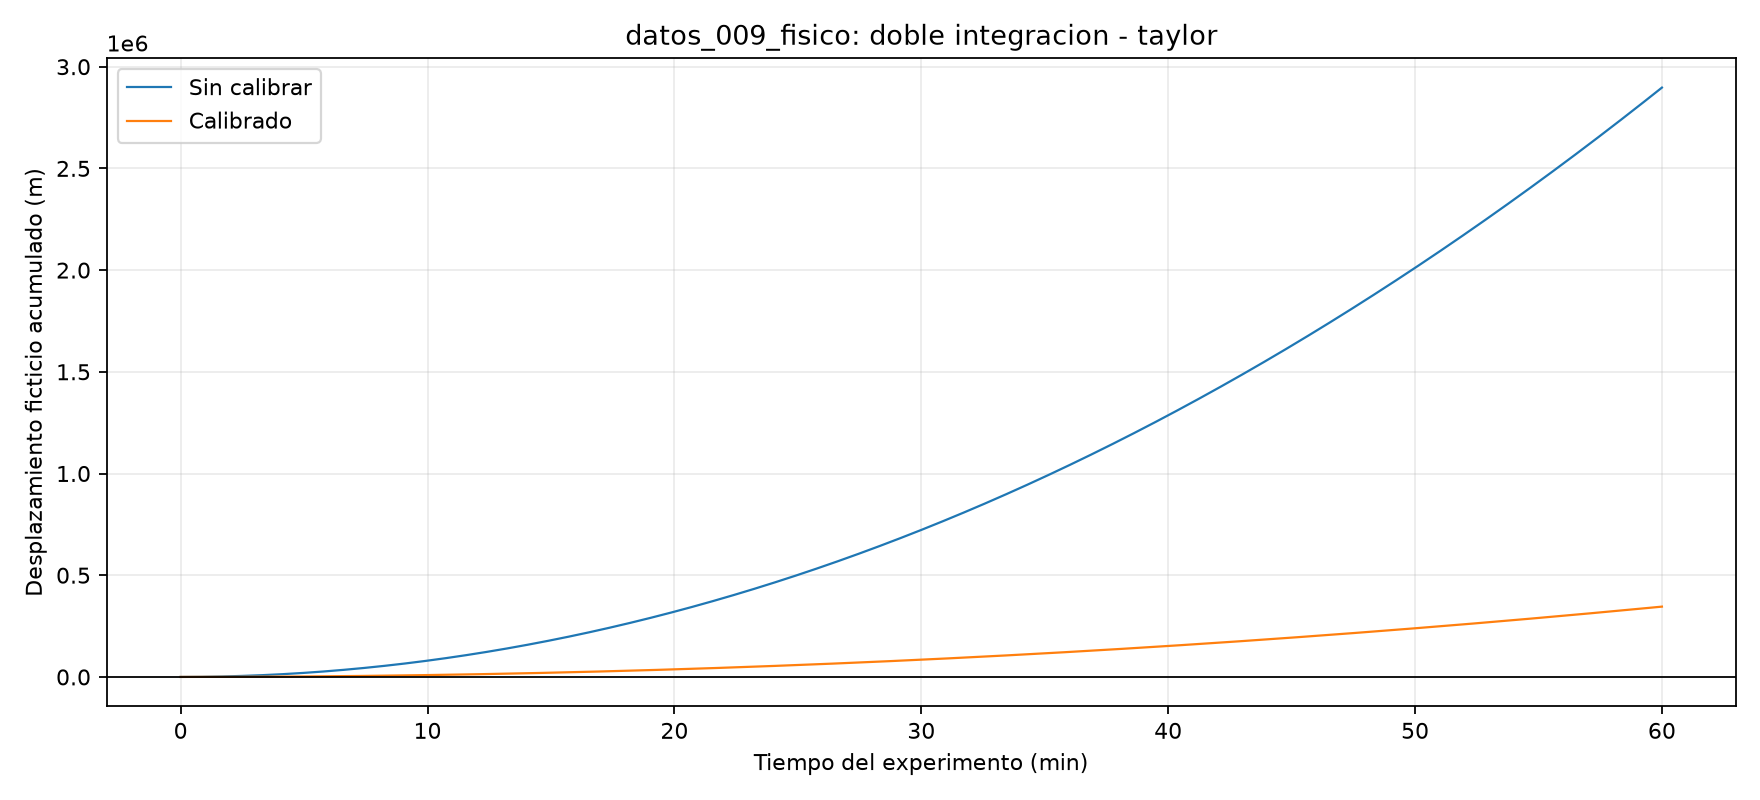 datos_009_fisico: doble integracion - taylor
1e6
3.0
2.5
2.0
1.5
1.0
0.5
0.0
Desplazamiento ficticio acumulado (m)
Sin calibrar
Calibrado
0 10 20 30 40 50 60
Tiempo del experimento (min)